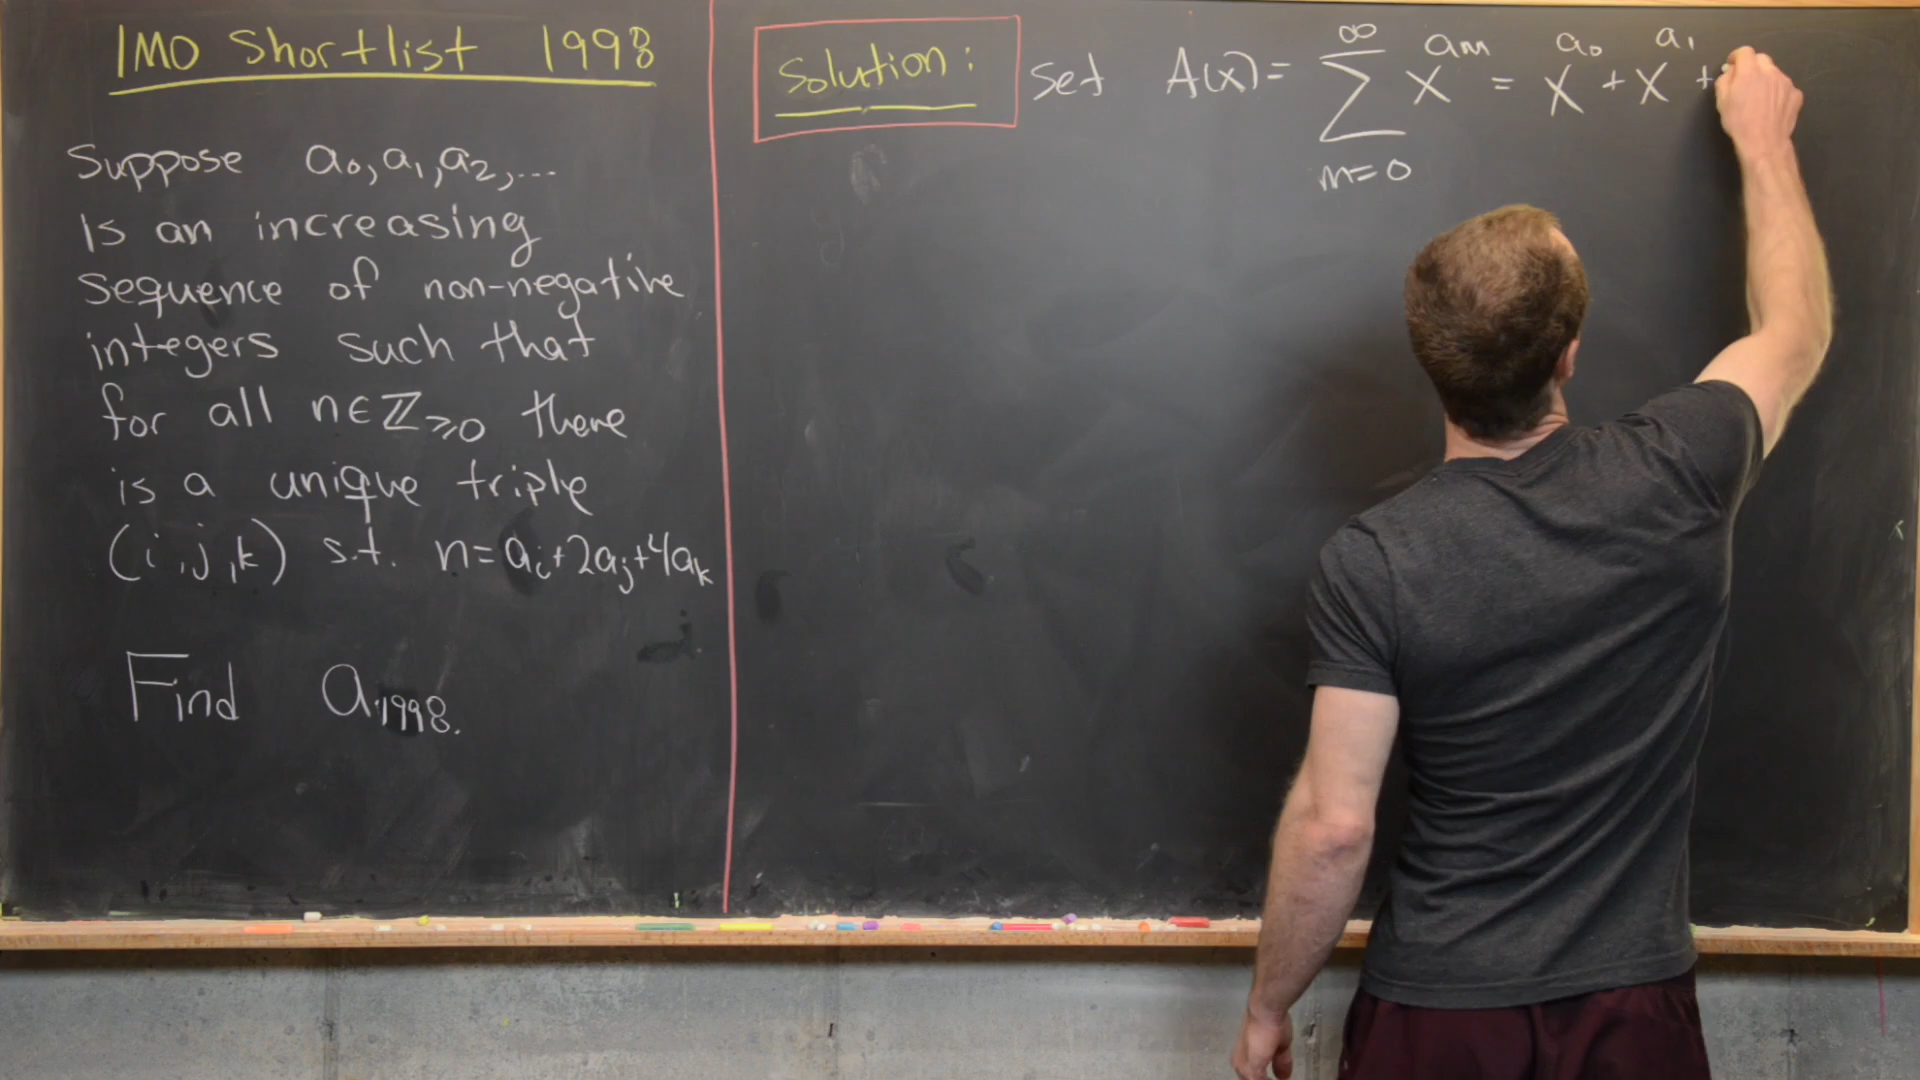 IMO Shortlist 1998
Suppose a₀, a₁, a₂, ...
Is an increasing
sequence of non-negative
integers such that
for all n∈ℤ≥0 there
is a unique triple
(i, j, k) s.t. n=aᵢ+2aⱼ+4aₖ
Find a₁₉₉₈.
Solution: Set A(x) = ∑_{m=0}^{∞} x^{a_m} = x^{a₀} + x^{a₁} +